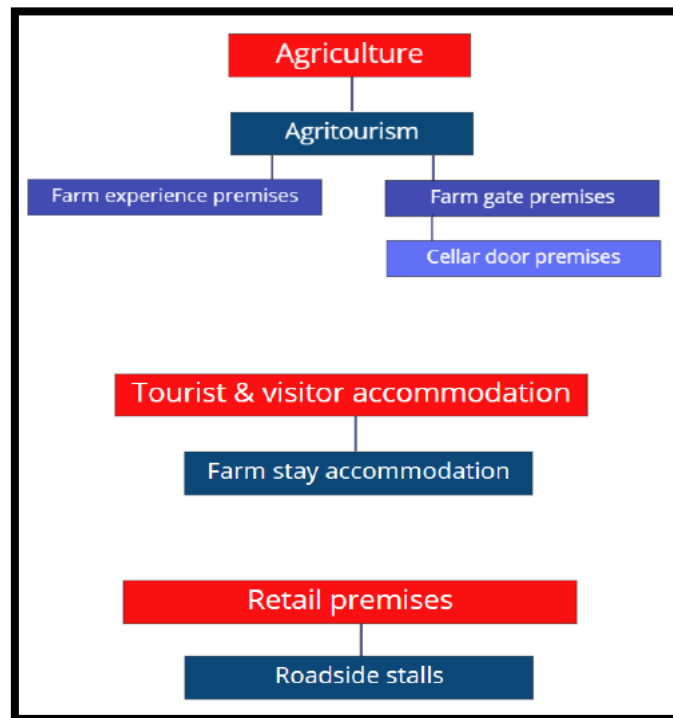 Agriculture
Agritourism
Farm experience premises
Farm gate premises
Cellar door premises
Tourist & visitor accommodation
Farm stay accommodation
Retail premises
Roadside stalls